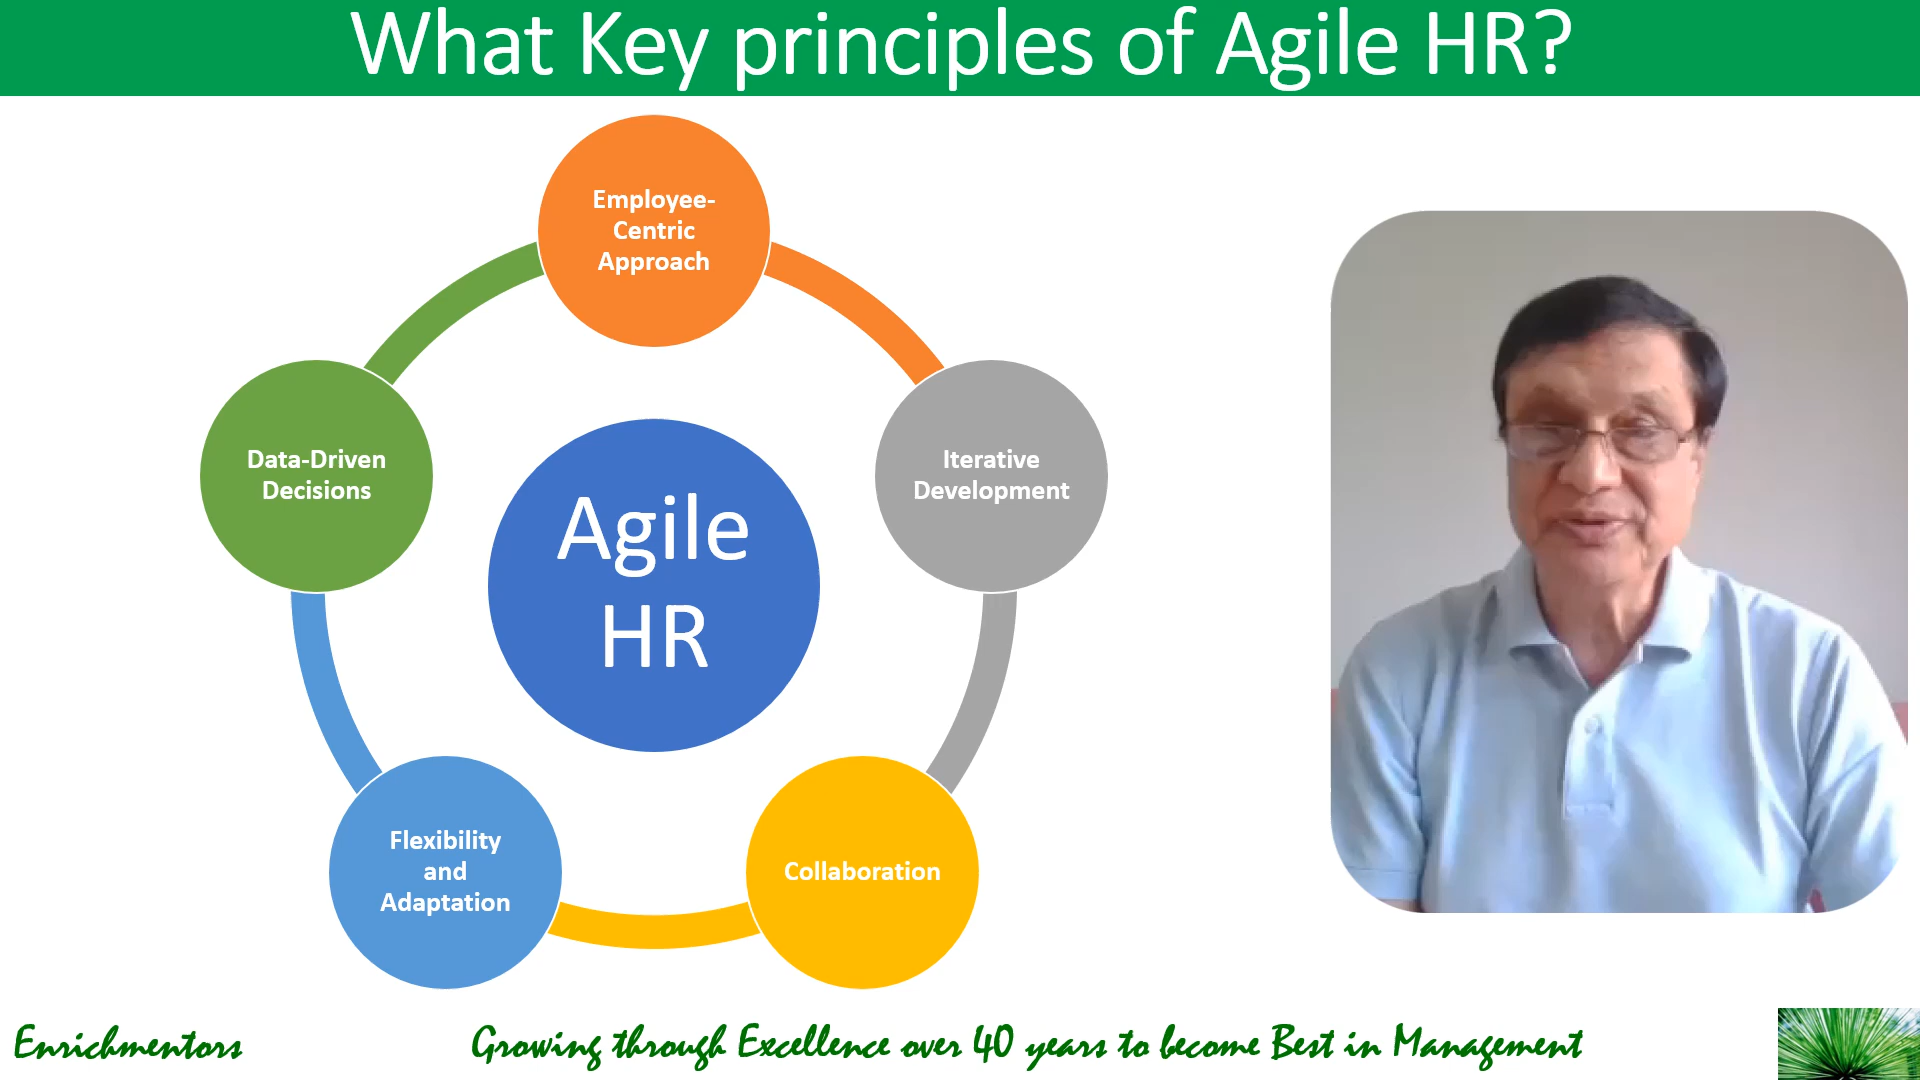 What Key principles of Agile HR?
Employee-
Centric
Approach
Iterative
Development
Collaboration
Flexibility
and
Adaptation
Data-Driven
Decisions
Agile
HR
Enrichmentors
Growing through Excellence over 40 years to become Best in Management